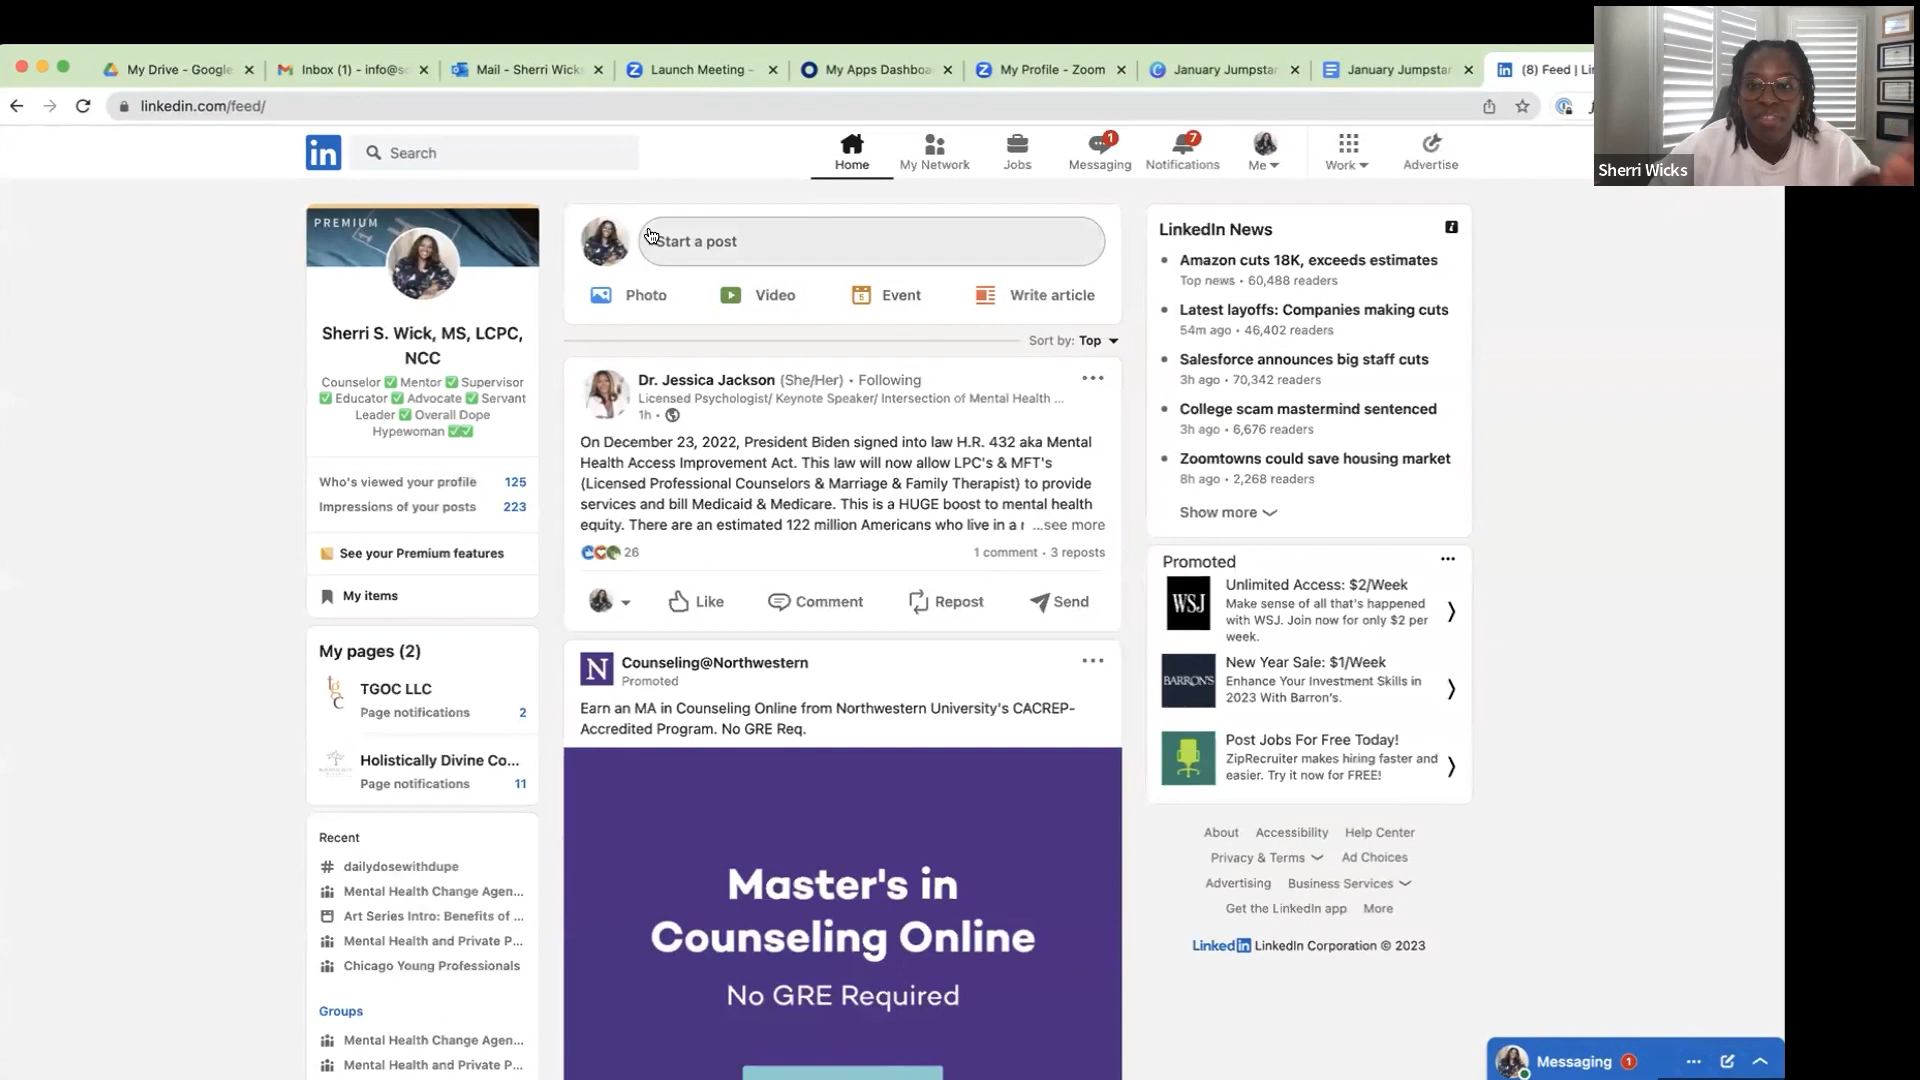 My Drive - Google
Inbox (1) - info@sc
Mail - Sherri Wick
Launch Meeting -
My Apps Dashboa
My Profile - Zoom
January Jumpstar
January Jumpstar
(8) Feed | Lin
linkedin.com/feed/
Sherri Wicks
in
Search
Home
My Network
Jobs
1
Messaging
7
Notifications
Me
Work
Advertise
PREMIUM
Sherri S. Wick, MS, LCPC,
NCC
Counselor ✅ Mentor ✅ Supervisor
✅ Educator ✅ Advocate ✅ Servant
Leader ✅ Overall Dope
Hypewoman ✅✅
Who's viewed your profile 125
Impressions of your posts 223
See your Premium features
My items
My pages (2)
TGOC LLC
Page notifications 2
Holistically Divine Co...
Page notifications 11
Recent
# dailydosewithdupe
Mental Health Change Agen...
Art Series Intro: Benefits of ...
Mental Health and Private P...
Chicago Young Professionals
Groups
Mental Health Change Agen...
Mental Health and Private P...
Start a post
Photo
Video
Event
Write article
Sort by: Top
Dr. Jessica Jackson (She/Her) • Following
Licensed Psychologist/ Keynote Speaker/ Intersection of Mental Health ...
1h •
On December 23, 2022, President Biden signed into law H.R. 432 aka Mental
Health Access Improvement Act. This law will now allow LPC's & MFT's
(Licensed Professional Counselors & Marriage & Family Therapist) to provide
services and bill Medicaid & Medicare. This is a HUGE boost to mental health
equity. There are an estimated 122 million Americans who live in a r ...see more
26
1 comment • 3 reposts
Like
Comment
Repost
Send
N
Counseling@Northwestern
Promoted
Earn an MA in Counseling Online from Northwestern University's CACREP-
Accredited Program. No GRE Req.
Master's in
Counseling Online
No GRE Required
LinkedIn News
Amazon cuts 18K, exceeds estimates
Top news • 60,488 readers
Latest layoffs: Companies making cuts
54m ago • 46,402 readers
Salesforce announces big staff cuts
3h ago • 70,342 readers
College scam mastermind sentenced
3h ago • 6,676 readers
Zoomtowns could save housing market
8h ago • 2,268 readers
Show more
Promoted
WSJ
Unlimited Access: $2/Week
Make sense of all that's happened
with WSJ. Join now for only $2 per
week.
BARRON'S
New Year Sale: $1/Week
Enhance Your Investment Skills in
2023 With Barron's.
Post Jobs For Free Today!
ZipRecruiter makes hiring faster and
easier. Try it now for FREE!
About Accessibility Help Center
Privacy & Terms Ad Choices
Advertising Business Services
Get the LinkedIn app More
LinkedIn LinkedIn Corporation © 2023
Messaging 1